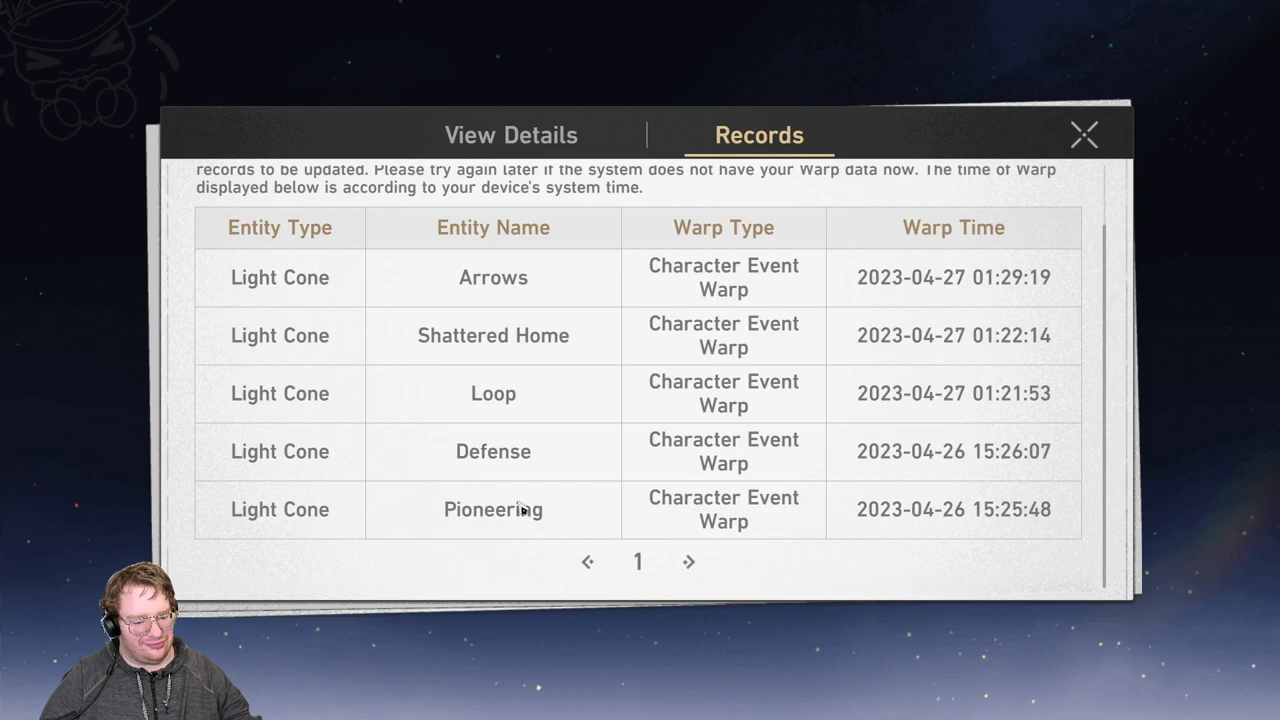 View Details | Records
records to be updated. Please try again later if the system does not have your Warp data now. The time of Warp
displayed below is according to your device's system time.
Entity Type Entity Name Warp Type Warp Time
Light Cone Arrows Character Event Warp 2023-04-27 01:29:19
Light Cone Shattered Home Character Event Warp 2023-04-27 01:22:14
Light Cone Loop Character Event Warp 2023-04-27 01:21:53
Light Cone Defense Character Event Warp 2023-04-26 15:26:07
Light Cone Pioneering Character Event Warp 2023-04-26 15:25:48
1